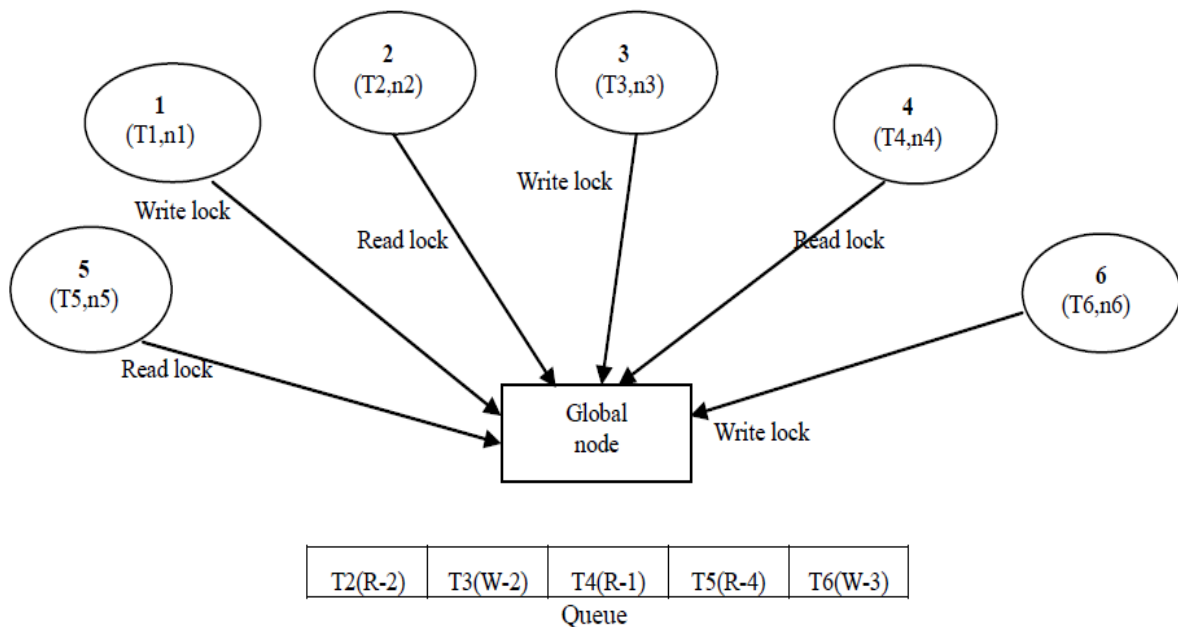 1
(T1,n1)
2
(T2,n2)
3
(T3,n3)
4
(T4,n4)
5
(T5,n5)
6
(T6,n6)
Write lock
Read lock
Write lock
Read lock
Read lock
Write lock
Global
node
T2(R-2) T3(W-2) T4(R-1) T5(R-4) T6(W-3)
Queue